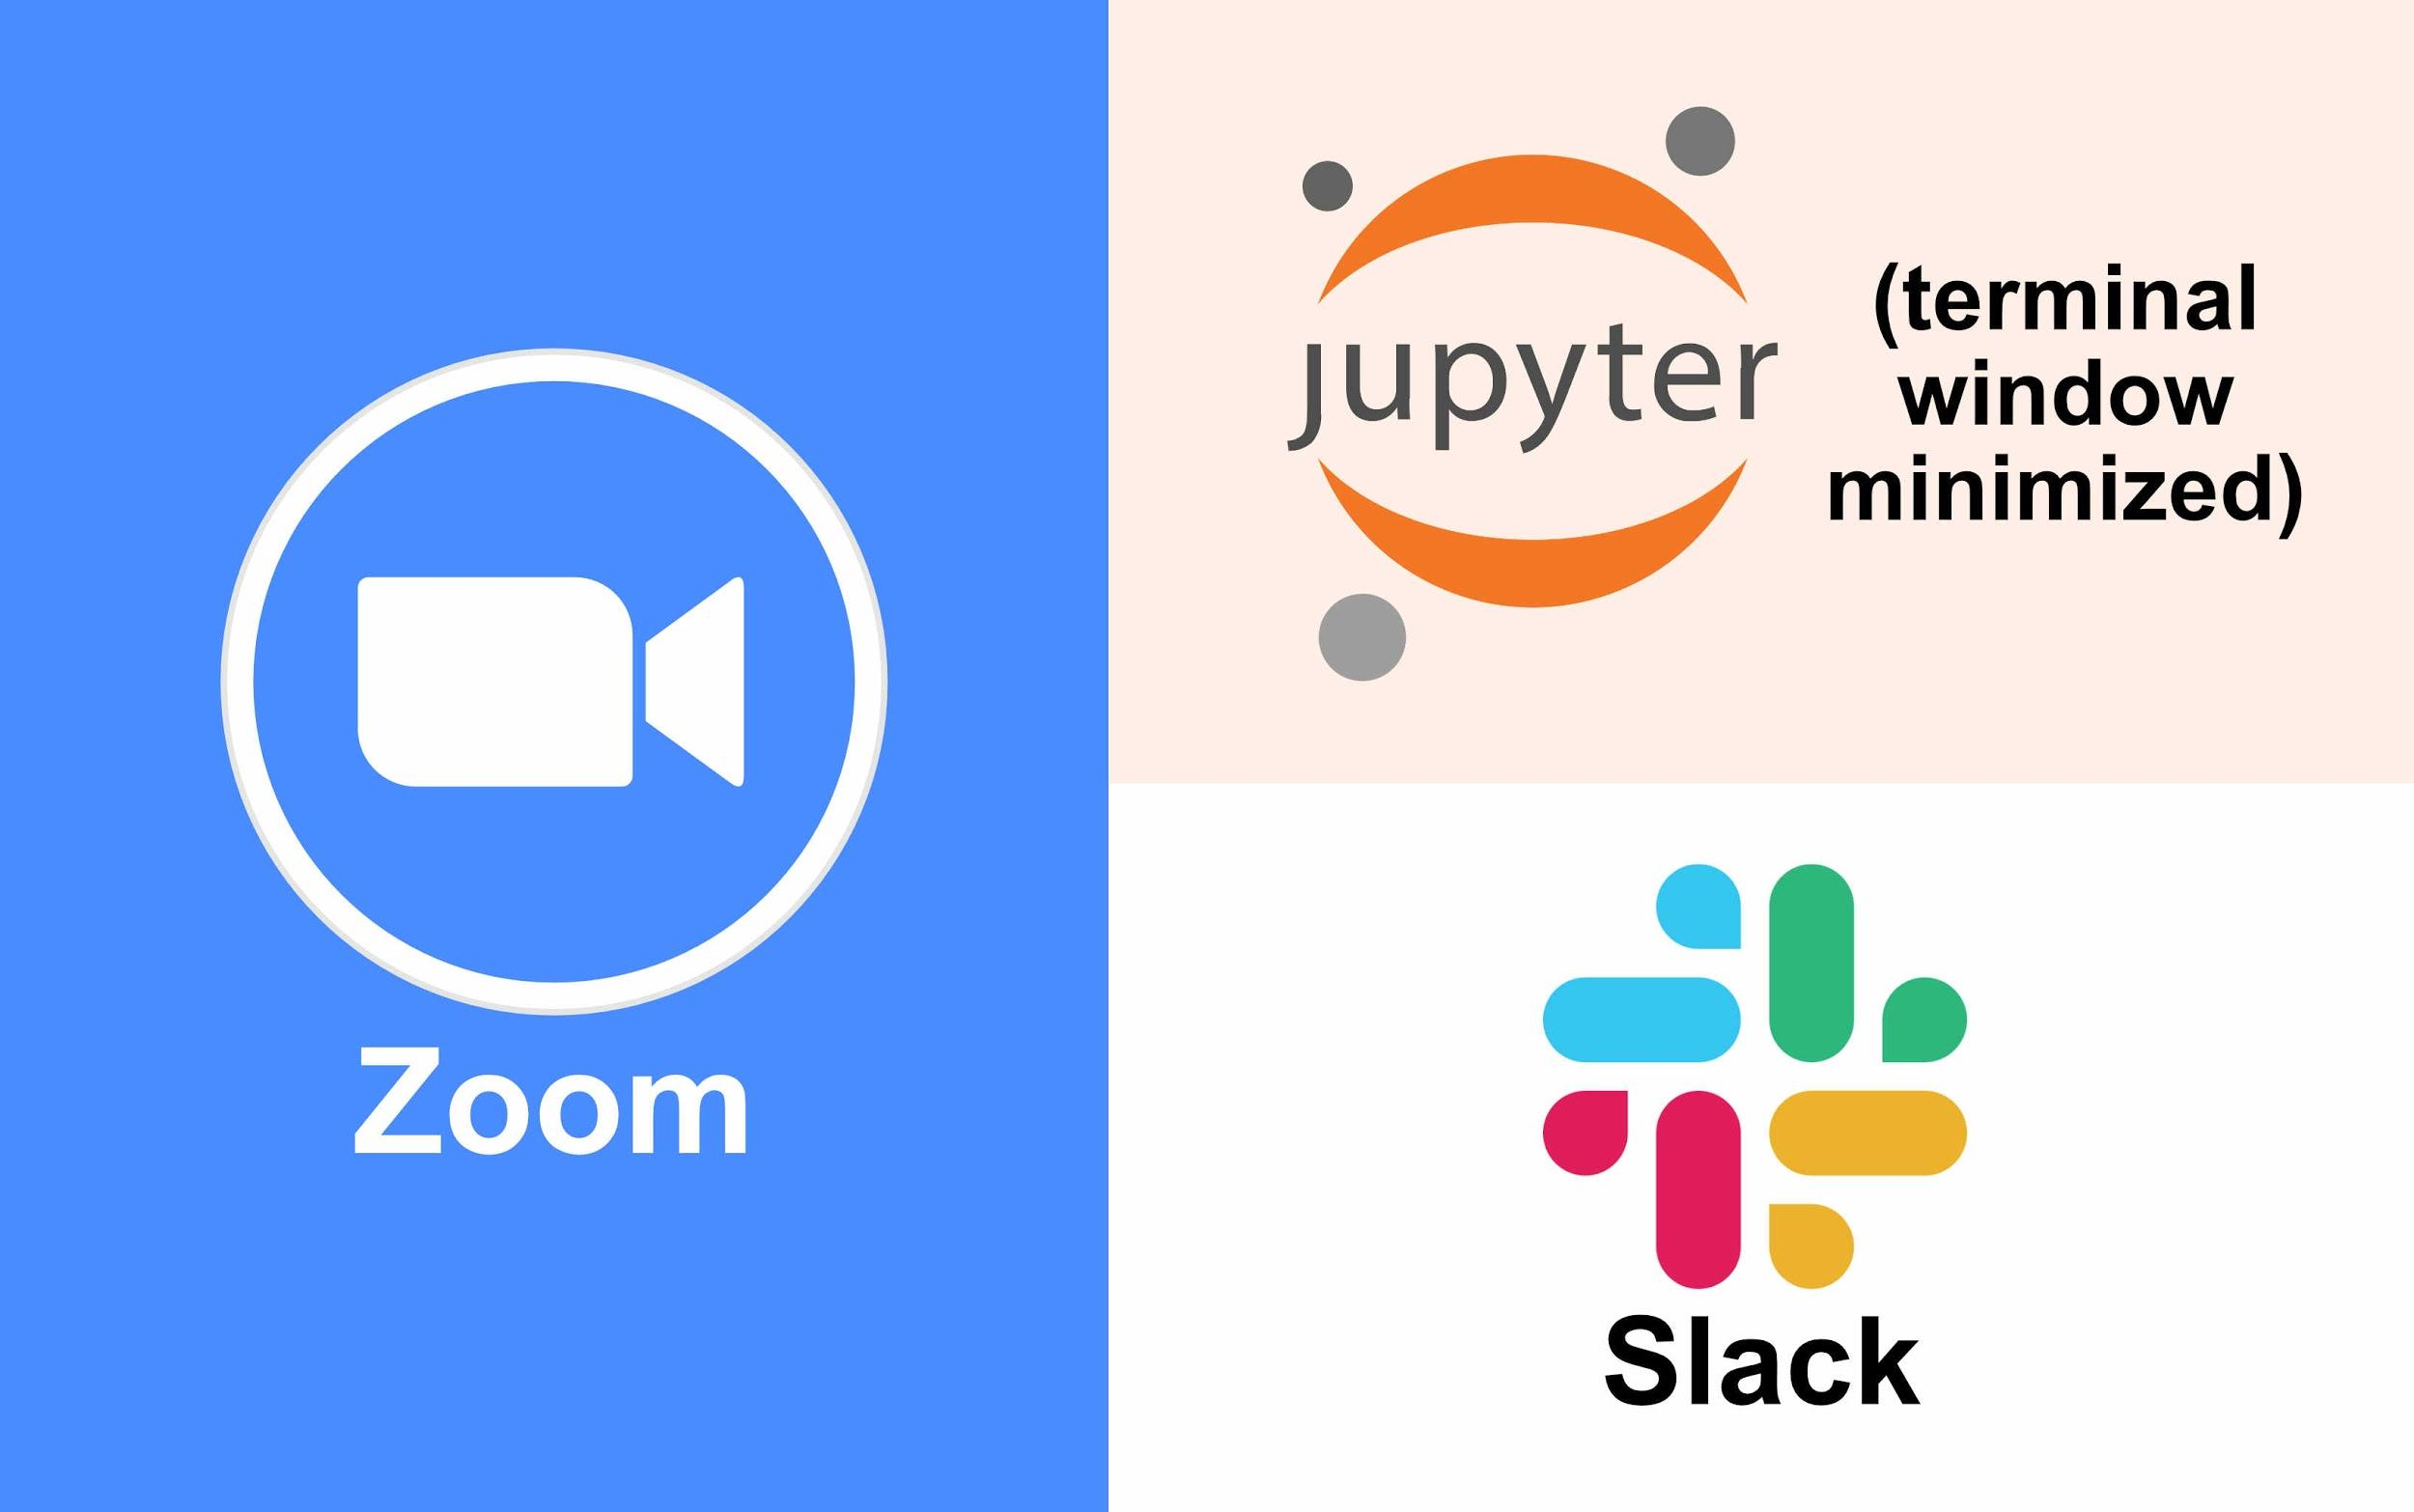 Zoom
jupyter
(terminal
window
minimized)
Slack